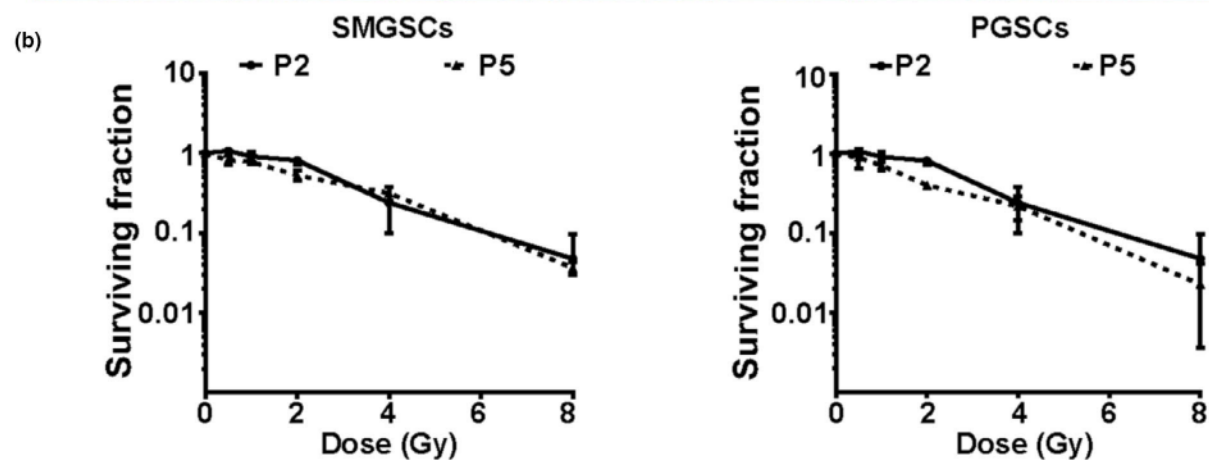 (b)
SMGSCs
P2 P5
Surviving fraction
10
1
0.1
0.01
0 2 4 6 8
Dose (Gy)
PGSCs
P2 P5
Surviving fraction
10
1
0.1
0.01
0 2 4 6 8
Dose (Gy)